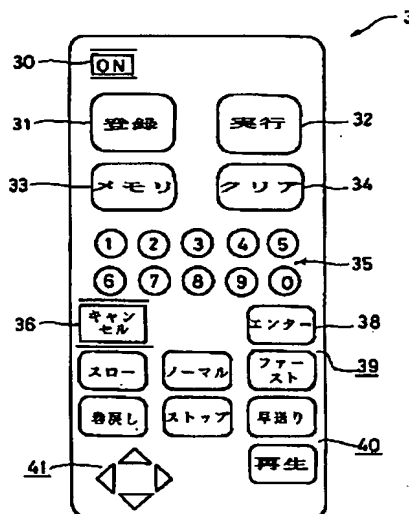 3
30 ON
31 登録 実行 32
33 メモリ クリア 34
1 2 3 4 5
35
6 7 8 9 0
36 キャン
セル
エンター 38
スロー ノーマル ファー
スト
39
巻戻し ストップ 早送り
40
再生
41